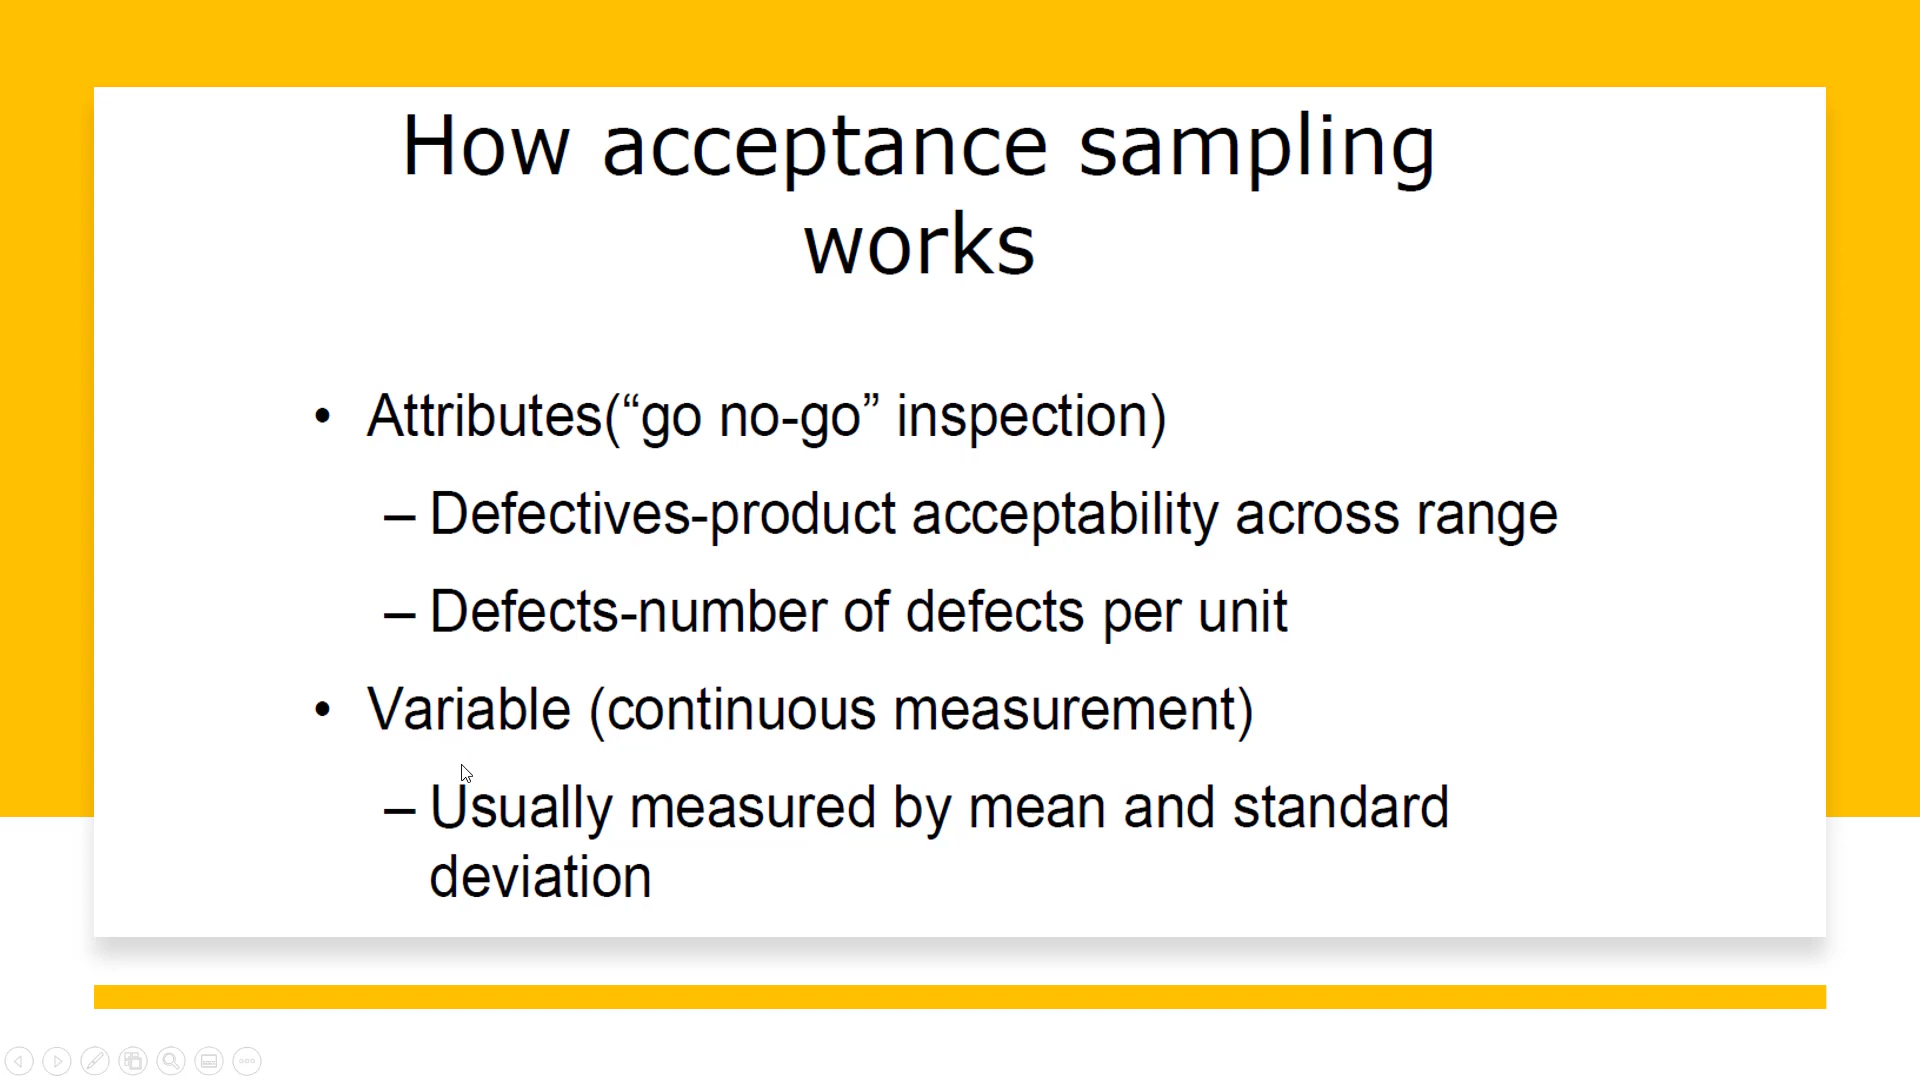 How acceptance sampling
works
• Attributes(“go no-go” inspection)
– Defectives-product acceptability across range
– Defects-number of defects per unit
• Variable (continuous measurement)
– Usually measured by mean and standard
deviation